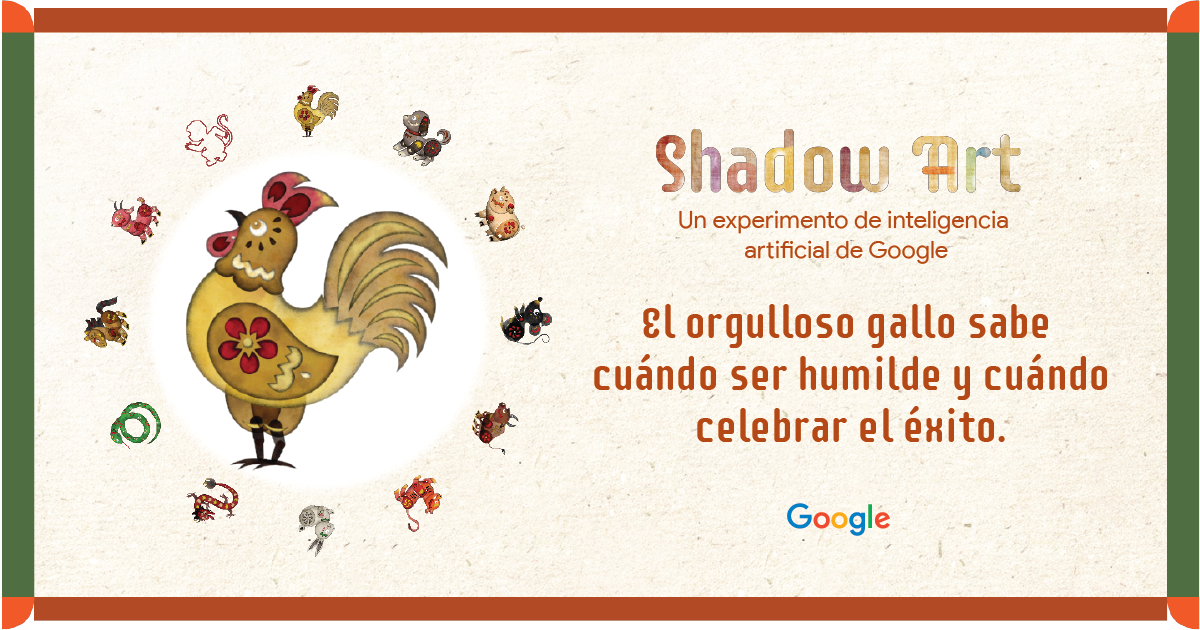 Shadow Art
Un experimento de inteligencia
artificial de Google
El orgulloso gallo sabe
cuándo ser humilde y cuándo
celebrar el éxito.
Google